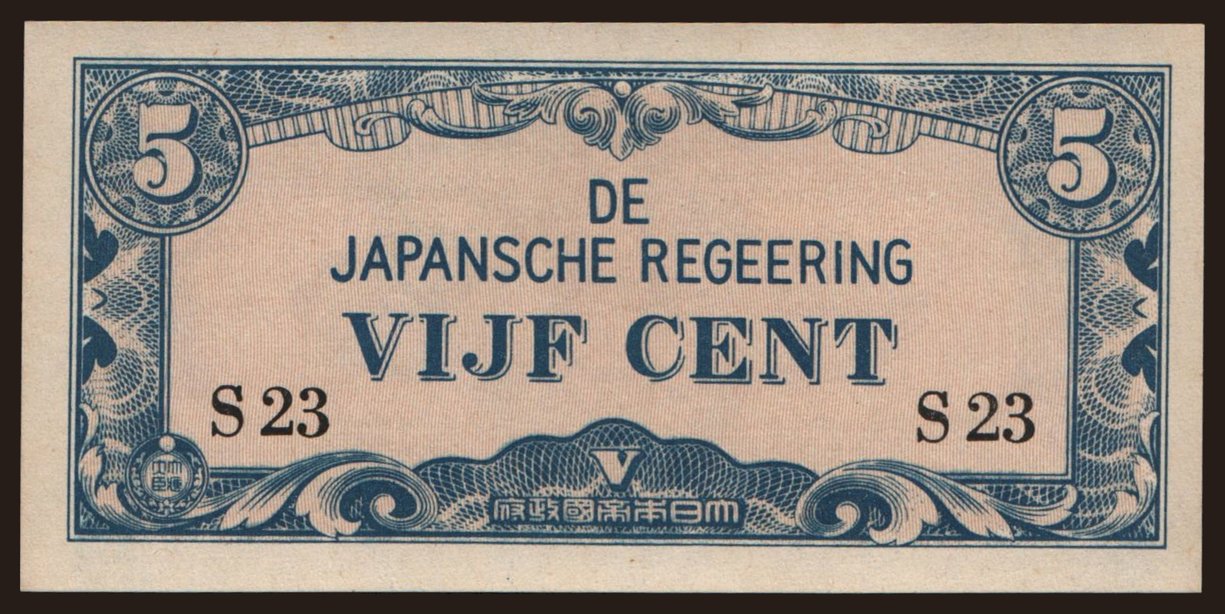 5 5
DE
JAPANSCHE REGEERING
VIJF CENT
S 23 S 23
V
大日本帝國政府